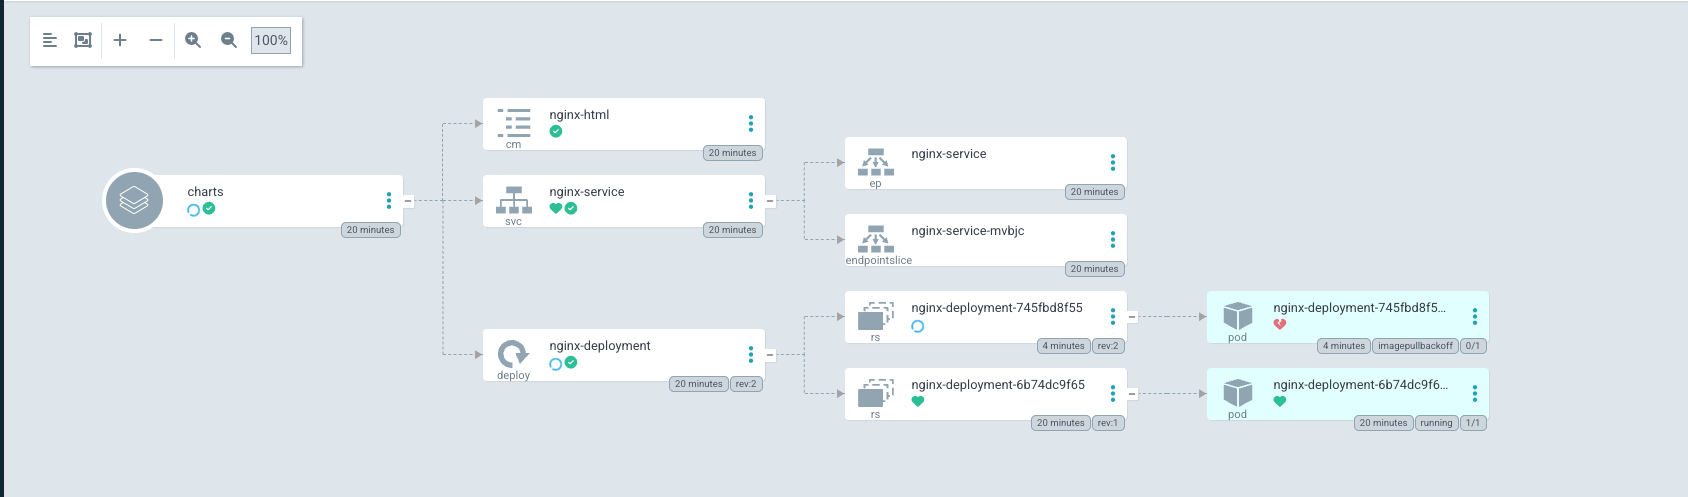 100%
charts
20 minutes
nginx-html
cm
20 minutes
nginx-service
svc
20 minutes
nginx-deployment
deploy
20 minutes
rev:2
nginx-service
ep
20 minutes
nginx-service-mvbjc
endpointslice
20 minutes
nginx-deployment-745fbd8f55
rs
4 minutes
rev:2
nginx-deployment-6b74dc9f65
rs
20 minutes
rev:1
nginx-deployment-745fbd8f5...
pod
4 minutes
imagepullbackoff
0/1
nginx-deployment-6b74dc9f6...
pod
20 minutes
running
1/1